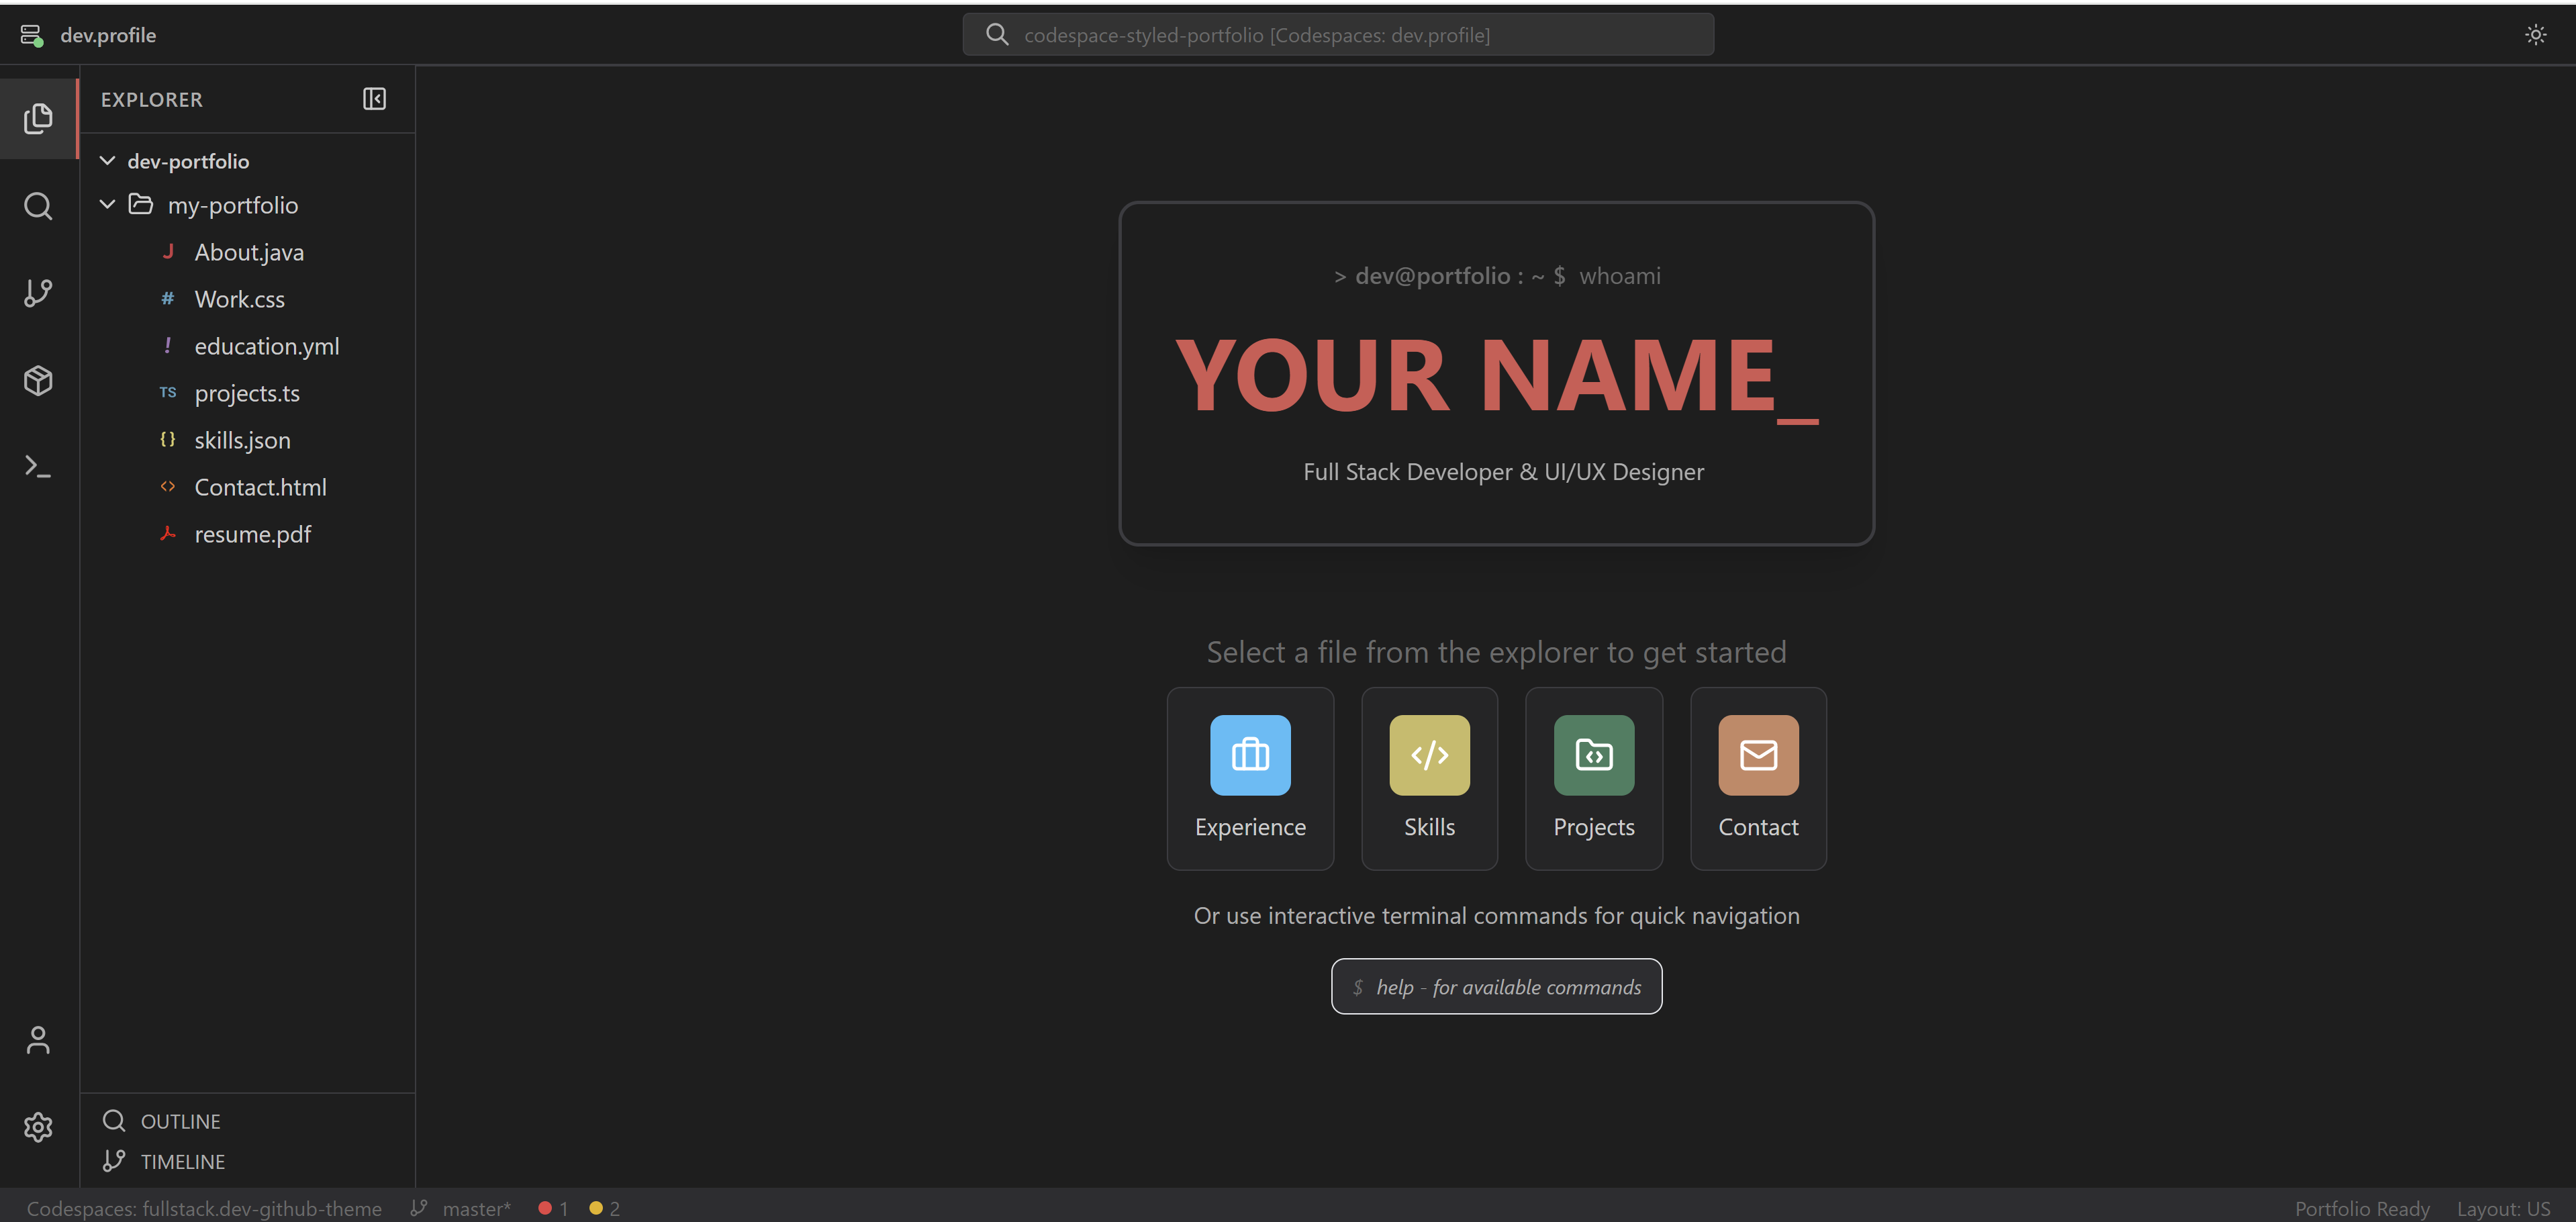 dev.profile
codespace-styled-portfolio [Codespaces: dev.profile]
EXPLORER
dev-portfolio
my-portfolio
J About.java
# Work.css
! education.yml
TS projects.ts
{} skills.json
<> Contact.html
resume.pdf
OUTLINE
TIMELINE
> dev@portfolio : ~ $ whoami
YOUR NAME_
Full Stack Developer & UI/UX Designer
Select a file from the explorer to get started
Experience
Skills
Projects
Contact
Or use interactive terminal commands for quick navigation
$ help - for available commands
Codespaces: fullstack.dev-github-theme master* 1 2
Portfolio Ready Layout: US